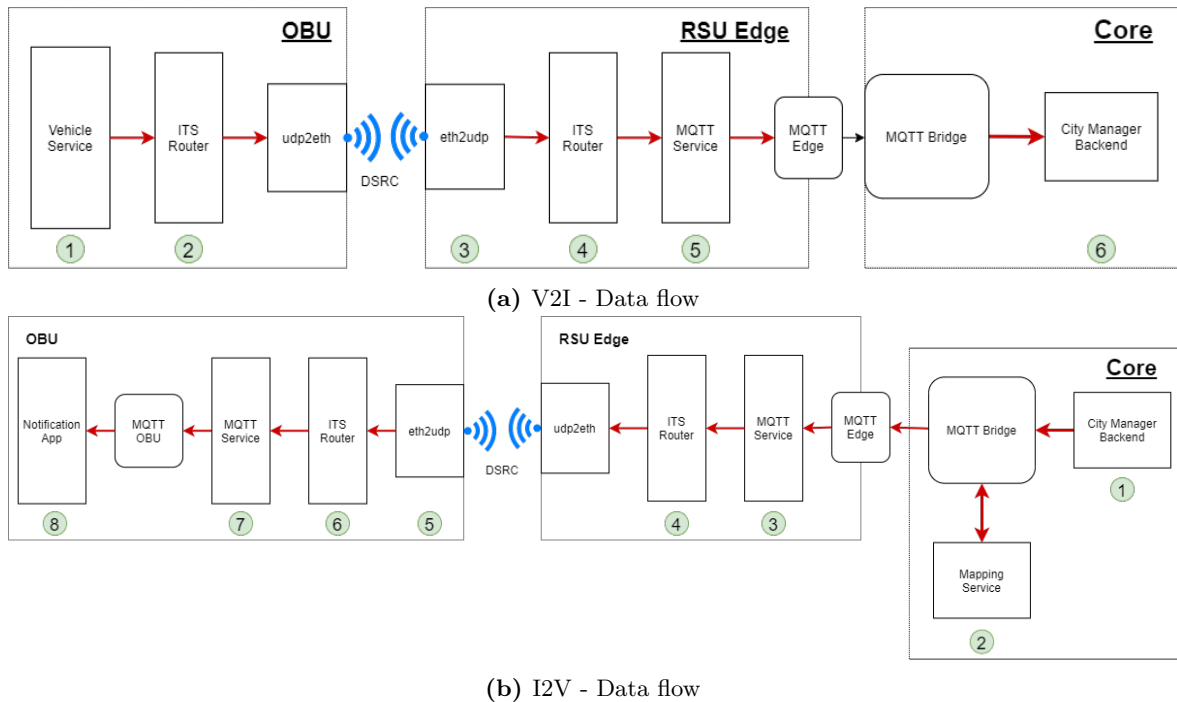 OBU
RSU Edge
Core
Vehicle
Service
ITS
Router
udp2eth
DSRC
eth2udp
ITS
Router
MQTT
Service
MQTT
Edge
MQTT Bridge
City Manager
Backend
1
2
3
4
5
6
(a) V2I - Data flow
OBU
RSU Edge
Core
Notification
App
MQTT
OBU
MQTT
Service
ITS
Router
eth2udp
DSRC
udp2eth
ITS
Router
MQTT
Service
MQTT
Edge
MQTT Bridge
City Manager
Backend
8
7
6
5
4
3
1
Mapping
Service
2
(b) I2V - Data flow